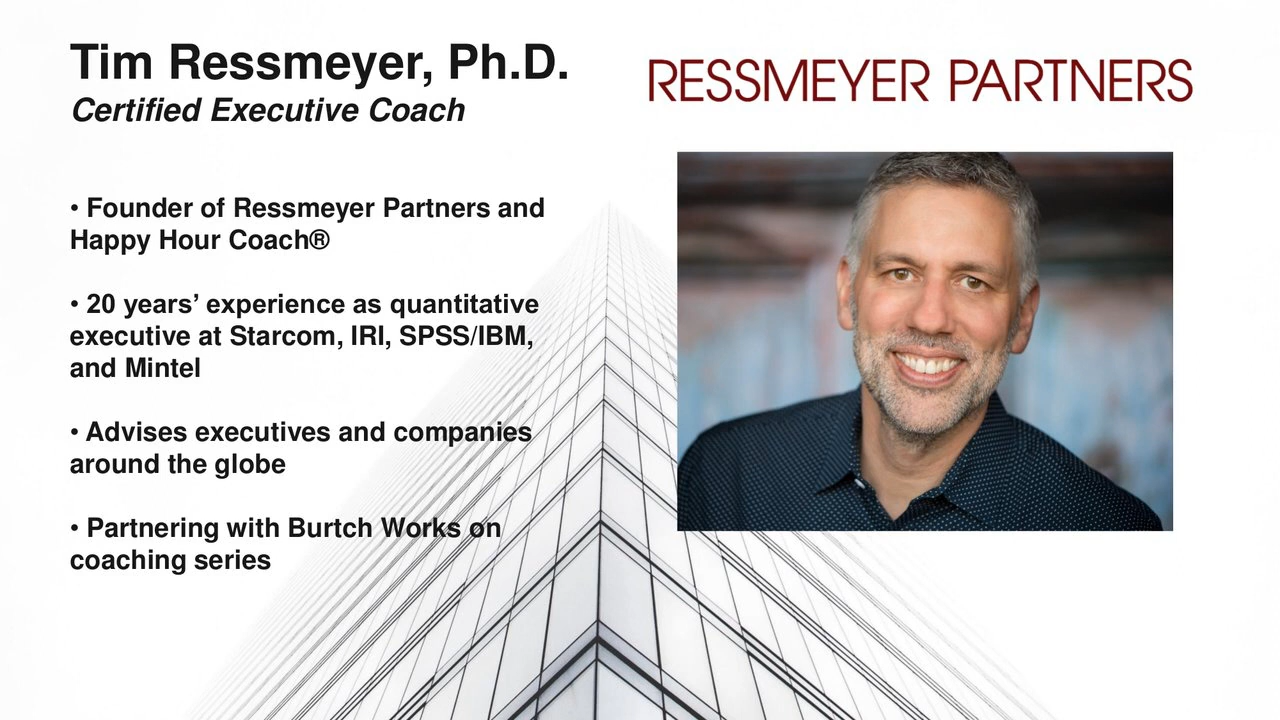 Tim Ressmeyer, Ph.D.
Certified Executive Coach
RESSMEYER PARTNERS
• Founder of Ressmeyer Partners and
Happy Hour Coach®
• 20 years’ experience as quantitative
executive at Starcom, IRI, SPSS/IBM,
and Mintel
• Advises executives and companies
around the globe
• Partnering with Burtch Works on
coaching series